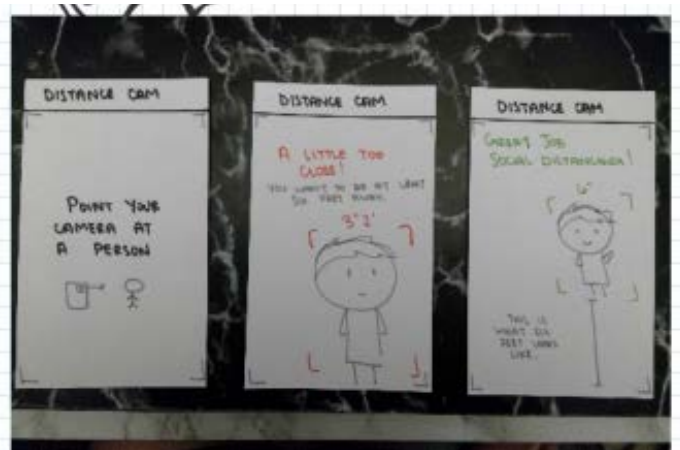 DISTANCE CAM
POINT YOUR
CAMERA AT
A PERSON
DISTANCE CAM
A LITTLE TOO
CLOSE!
YOU WANT TO BE AT LEAST
SIX FEET AWAY.
3'2'
DISTANCE CAM
GREAT JOB
SOCIAL DISTANCING!
6'
THIS IS
WHAT SIX
FEET LOOKS
LIKE.